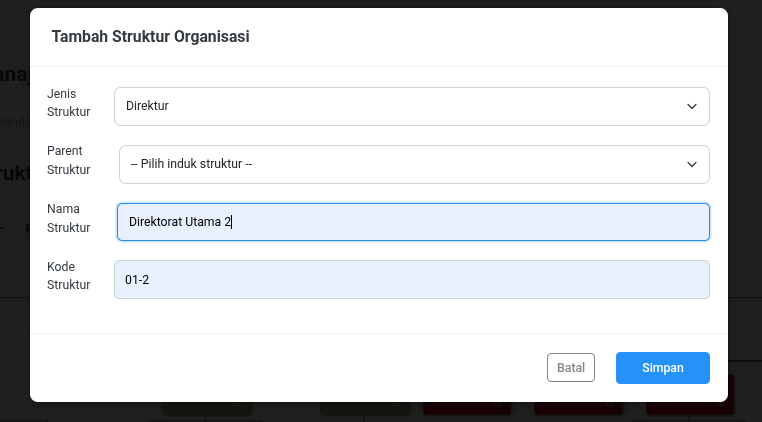 Tambah Struktur Organisasi
Jenis
Struktur
Direktur
Parent
Struktur
-- Pilih induk struktur --
Nama
Struktur
Direktorat Utama 2
Kode
Struktur
01-2
Batal
Simpan